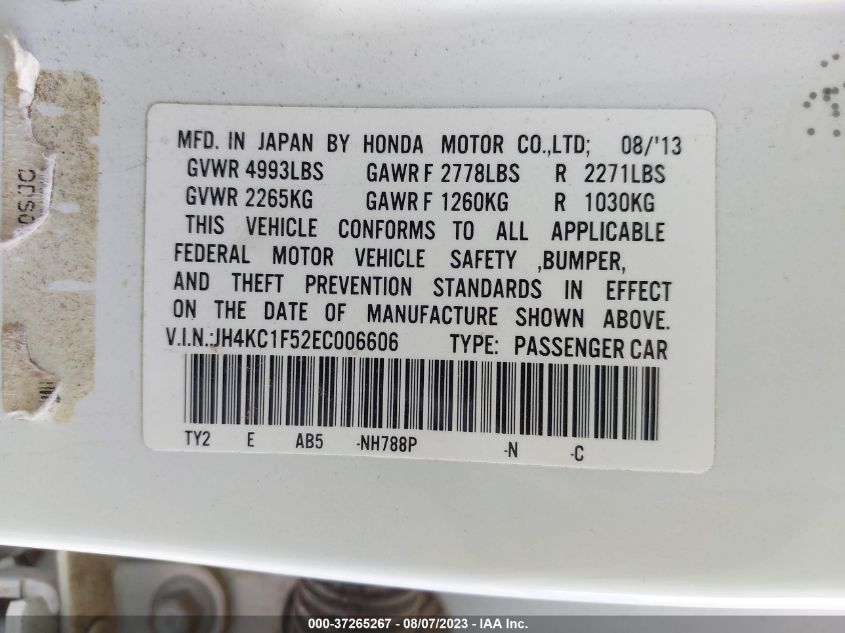 MFD. IN JAPAN BY HONDA MOTOR CO.,LTD; 08/'13
GVWR 4993LBS GAWR F 2778LBS R 2271LBS
GVWR 2265KG GAWR F 1260KG R 1030KG
THIS VEHICLE CONFORMS TO ALL APPLICABLE
FEDERAL MOTOR VEHICLE SAFETY ,BUMPER,
AND THEFT PREVENTION STANDARDS IN EFFECT
ON THE DATE OF MANUFACTURE SHOWN ABOVE.
V.I.N.:JH4KC1F52EC006606 TYPE: PASSENGER CAR
TY2 E AB5 -NH788P -N -C
000-37265267 - 08/07/2023 - IAA Inc.